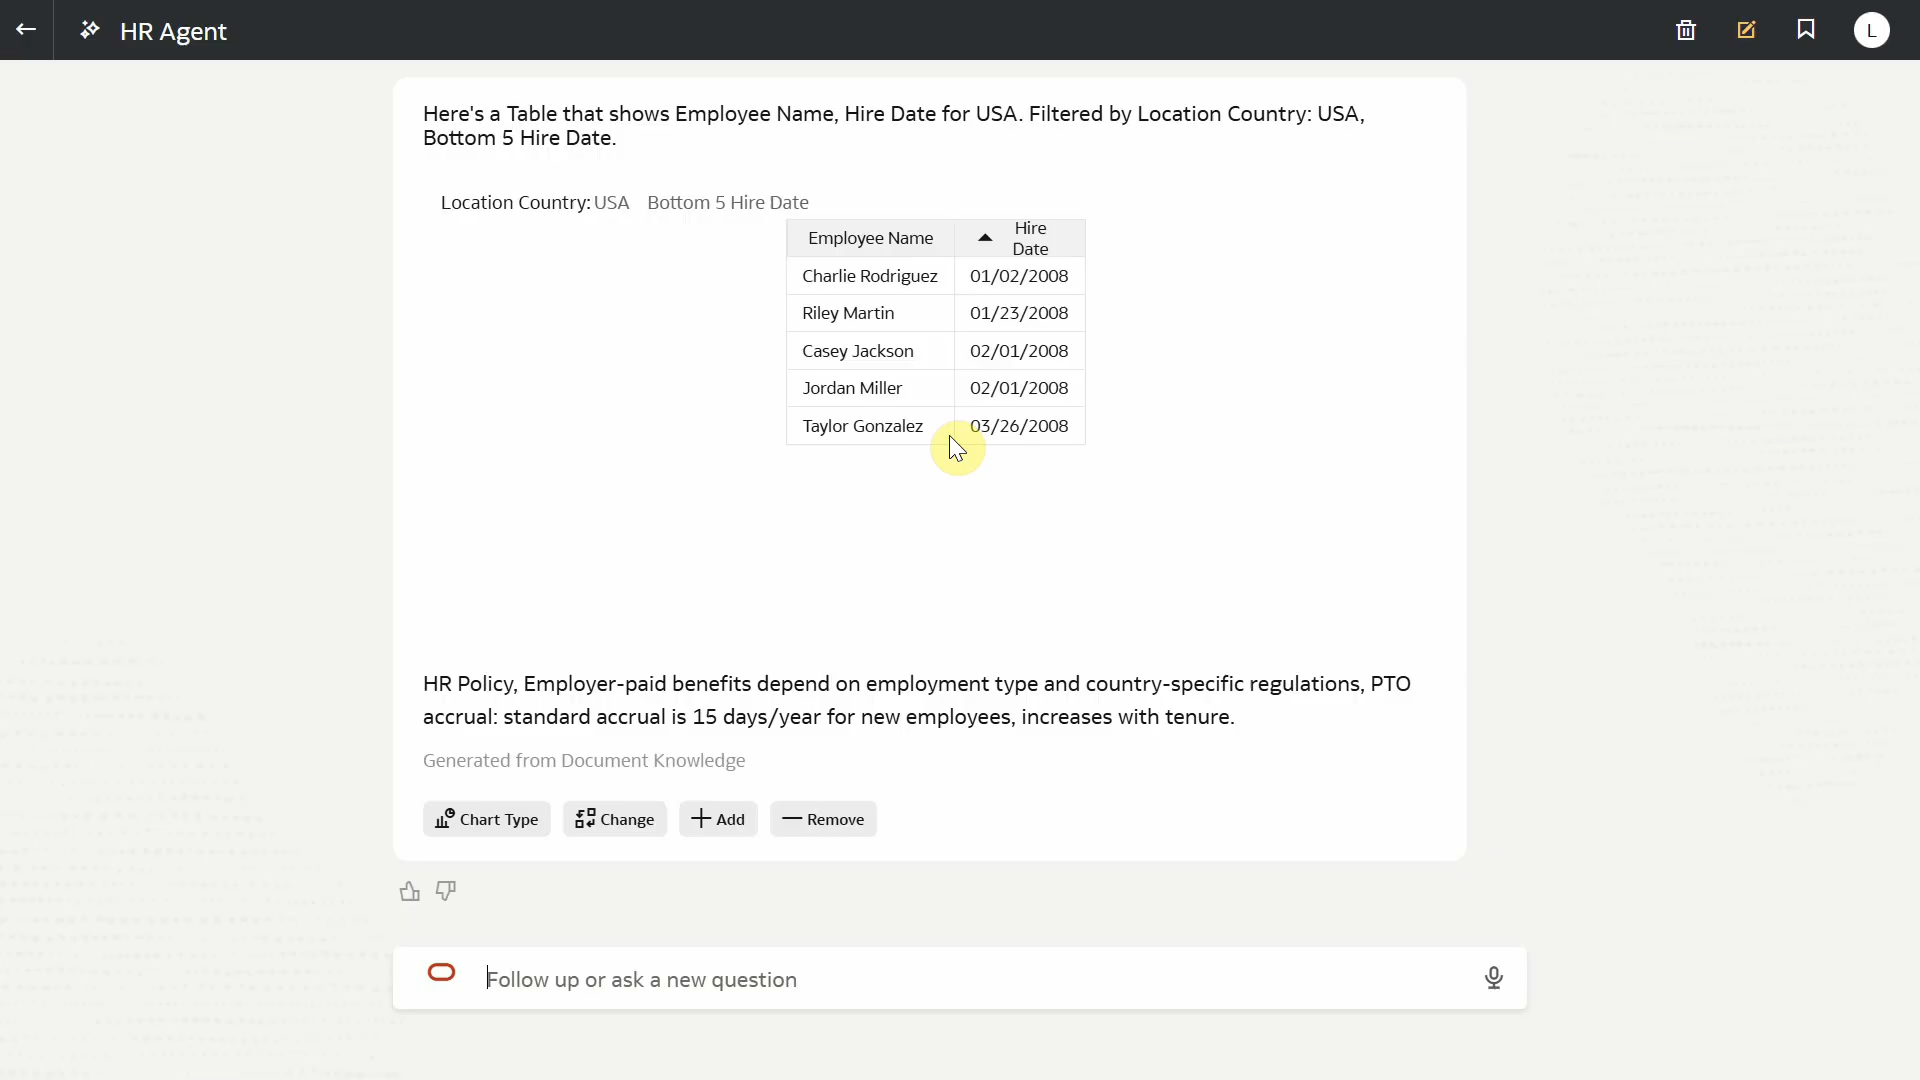 HR Agent
L
Here's a Table that shows Employee Name, Hire Date for USA. Filtered by Location Country: USA,
Bottom 5 Hire Date.
Location Country: USA Bottom 5 Hire Date
Employee Name Hire Date
Charlie Rodriguez 01/02/2008
Riley Martin 01/23/2008
Casey Jackson 02/01/2008
Jordan Miller 02/01/2008
Taylor Gonzalez 03/26/2008
HR Policy, Employer-paid benefits depend on employment type and country-specific regulations, PTO
accrual: standard accrual is 15 days/year for new employees, increases with tenure.
Generated from Document Knowledge
Chart Type Change Add Remove
Follow up or ask a new question